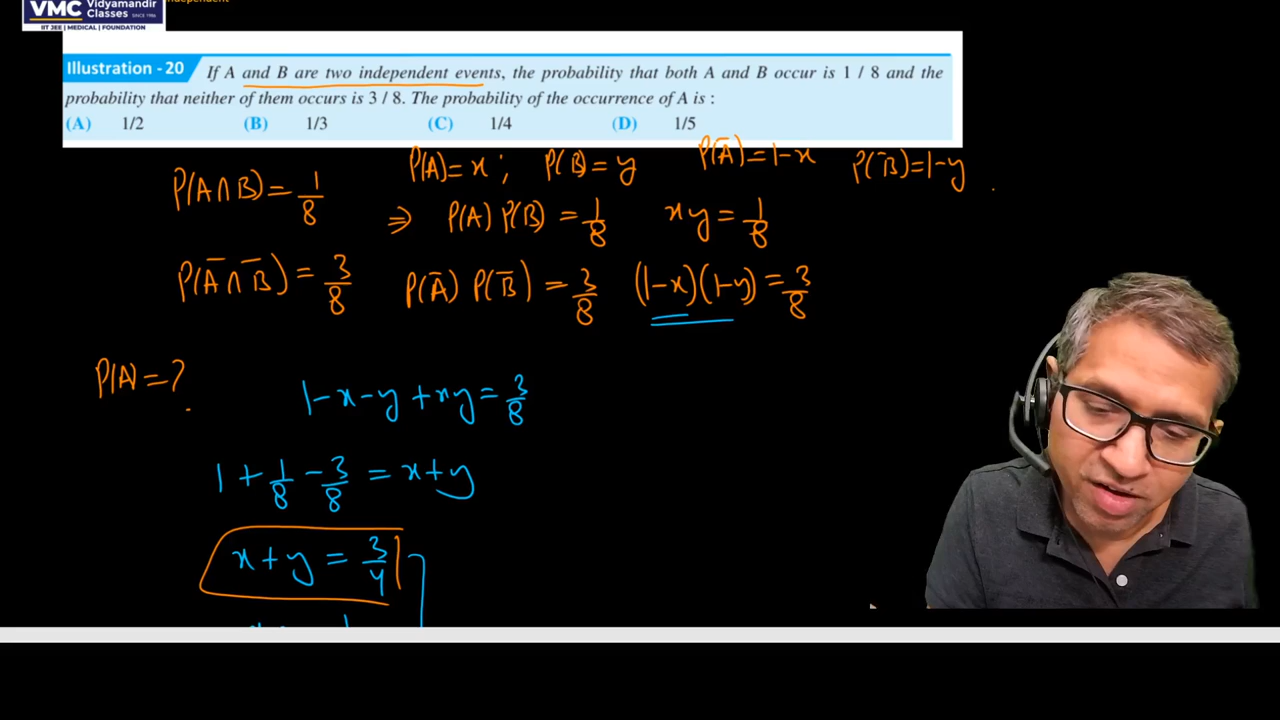 VMC Vidyamandir Classes SINCE 1986
IIT JEE | MEDICAL | FOUNDATION
Illustration - 20 If A and B are two independent events, the probability that both A and B occur is 1 / 8 and the
probability that neither of them occurs is 3 / 8. The probability of the occurrence of A is :
(A) 1/2 (B) 1/3 (C) 1/4 (D) 1/5
P(A)=x ; P(B)=y P(Ā)=1-x P(B̄)=1-y
P(A∩B)=1/8 ⇒ P(A) P(B) = 1/8 xy = 1/8
P(Ā∩B̄)=3/8 P(Ā) P(B̄) = 3/8 (1-x)(1-y)=3/8
P(A)=?
1-x-y+xy=3/8
1+1/8-3/8 = x+y
x+y = 3/4